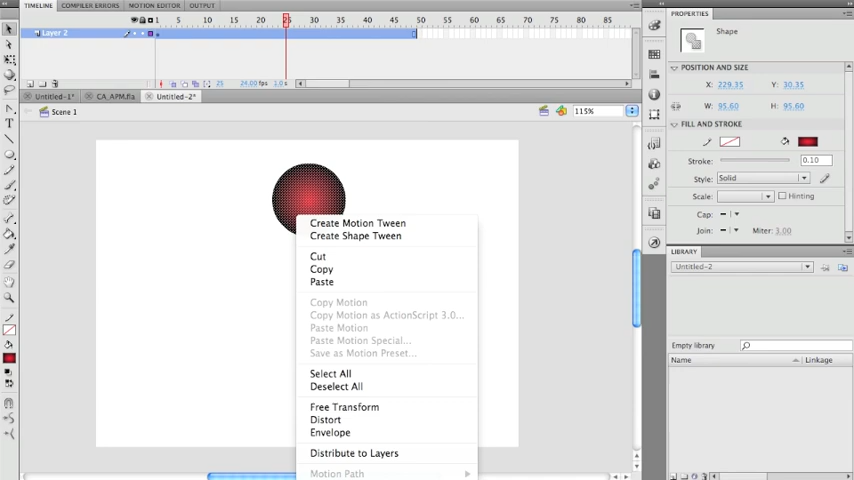 TIMELINE
COMPILER ERRORS
MOTION EDITOR
OUTPUT
5 10 15 20 25 30 35 40 45 50 55 60 65 70 75 80 85
Layer 2
25
24.00 fps
1.0 s
Untitled-1*
CA_APM.fla
Untitled-2*
Scene 1
115%
Create Motion Tween
Create Shape Tween
Cut
Copy
Paste
Copy Motion
Copy Motion as ActionScript 3.0...
Paste Motion
Paste Motion Special...
Save as Motion Preset...
Select All
Deselect All
Free Transform
Distort
Envelope
Distribute to Layers
Motion Path
PROPERTIES
Shape
POSITION AND SIZE
X: 229.35 Y: 30.35
W: 95.60 H: 95.60
FILL AND STROKE
Stroke: 0.10
Style: Solid
Scale: Hinting
Cap:
Join: Miter: 3.00
LIBRARY
Untitled-2
Empty library
Name Linkage